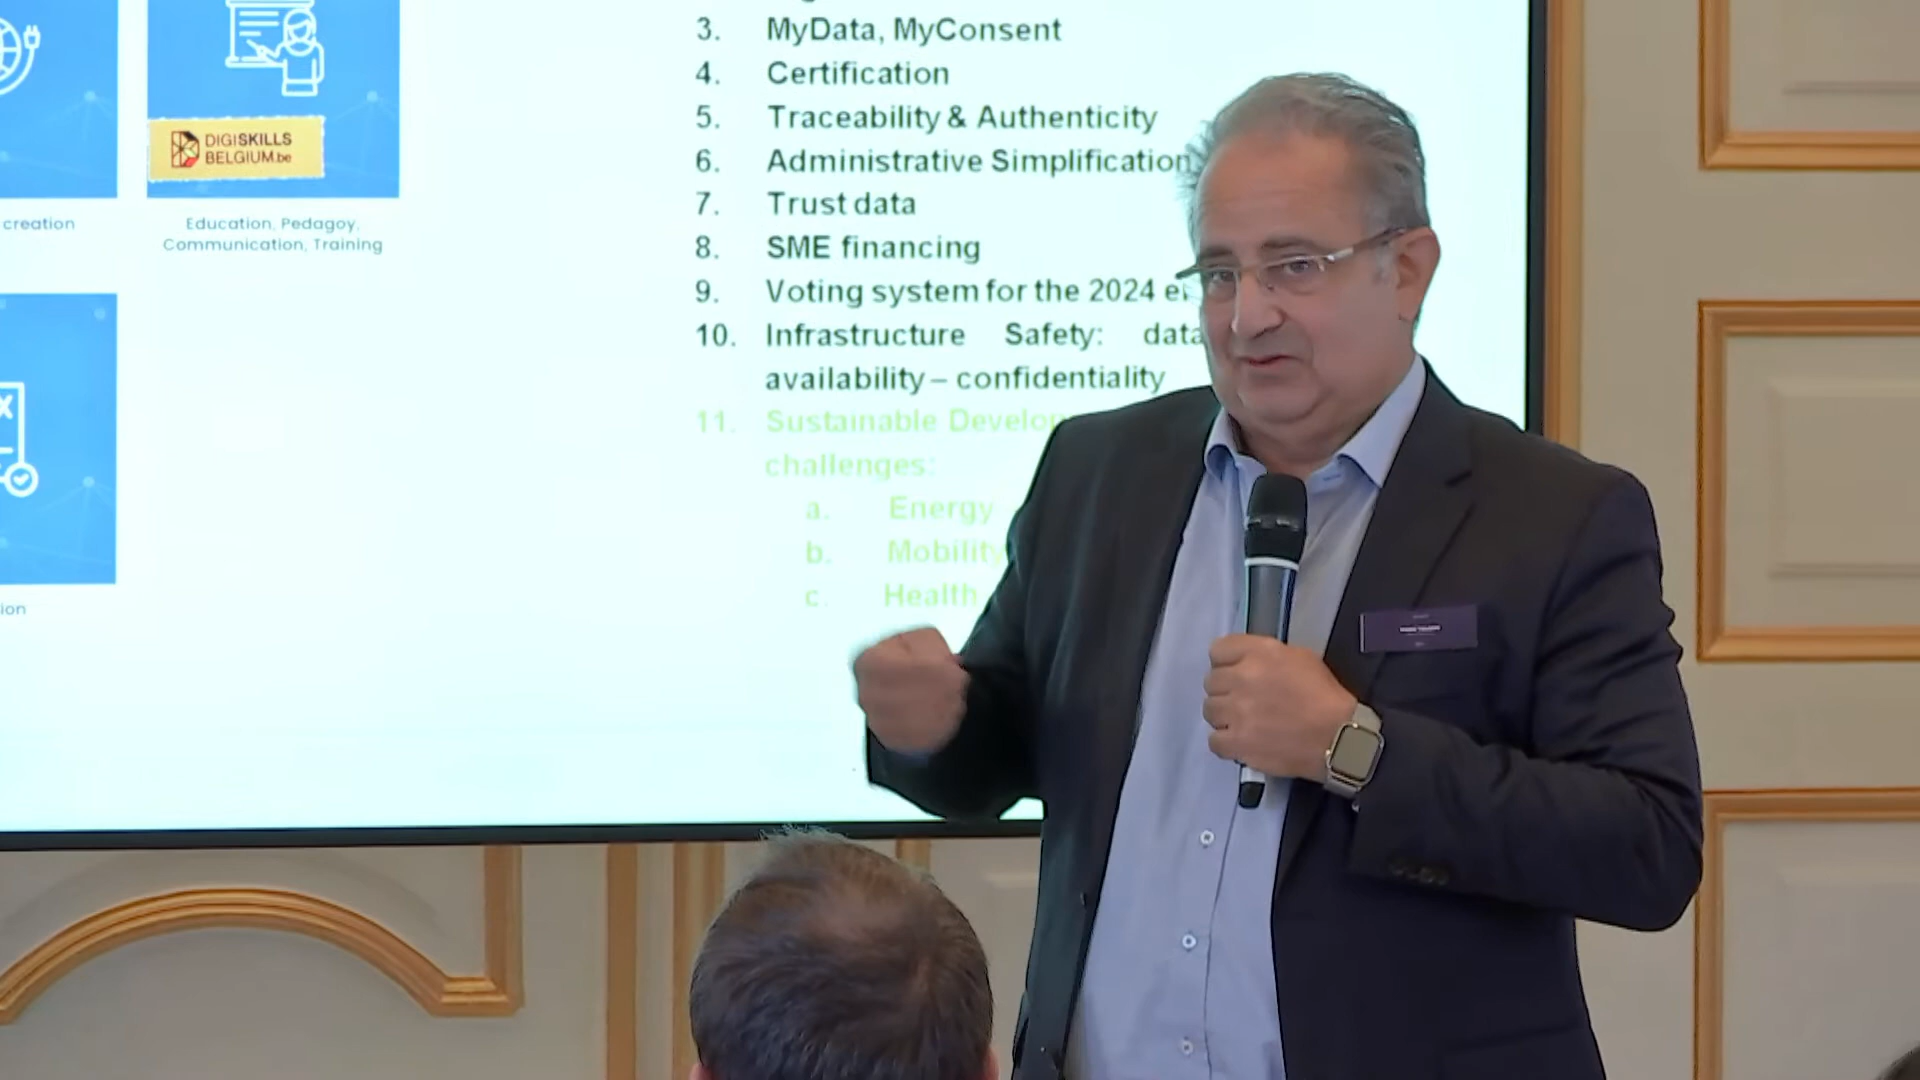 DIGISKILLS
BELGIUM.be
creation
Education, Pedagoy,
Communication, Training
ion
3. MyData, MyConsent
4. Certification
5. Traceability & Authenticity
6. Administrative Simplification
7. Trust data
8. SME financing
9. Voting system for the 2024 el
10. Infrastructure Safety: data
availability – confidentiality
11. Sustainable Develop
challenges:
a. Energy
b. Mobility
c. Health